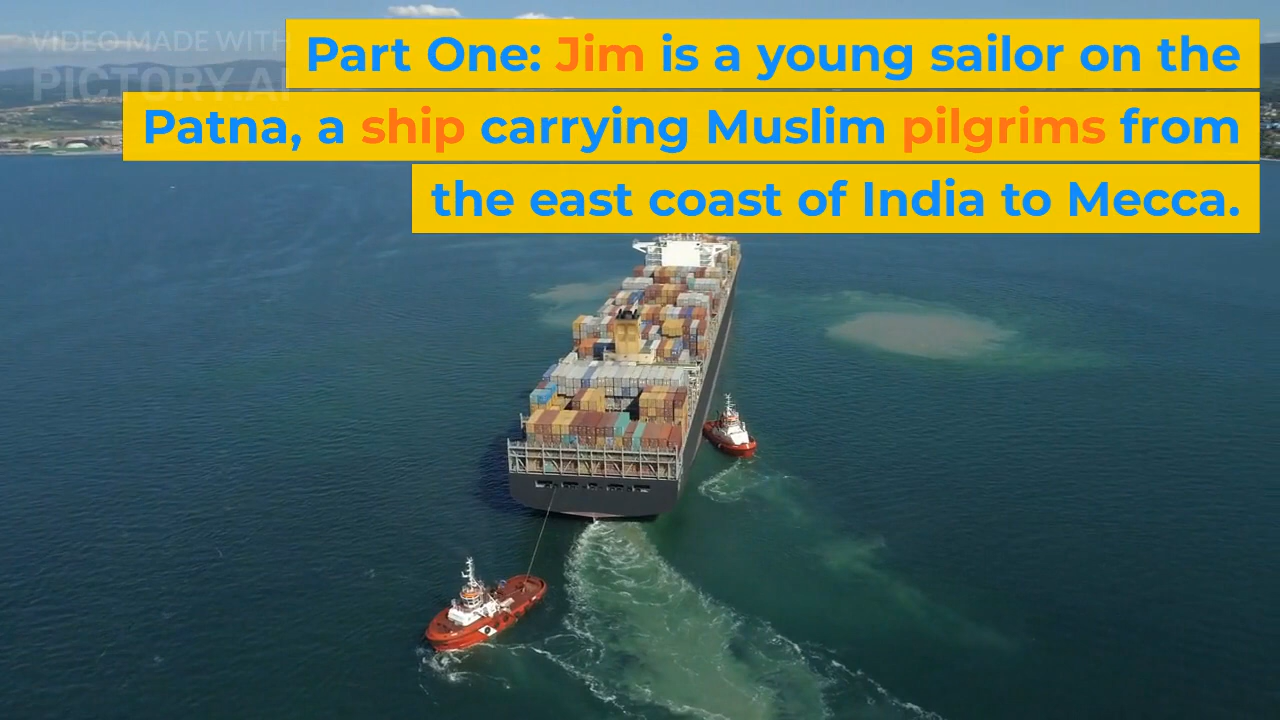 VIDEO MADE WITH
PICTORY.AI
Part One: Jim is a young sailor on the
Patna, a ship carrying Muslim pilgrims from
the east coast of India to Mecca.